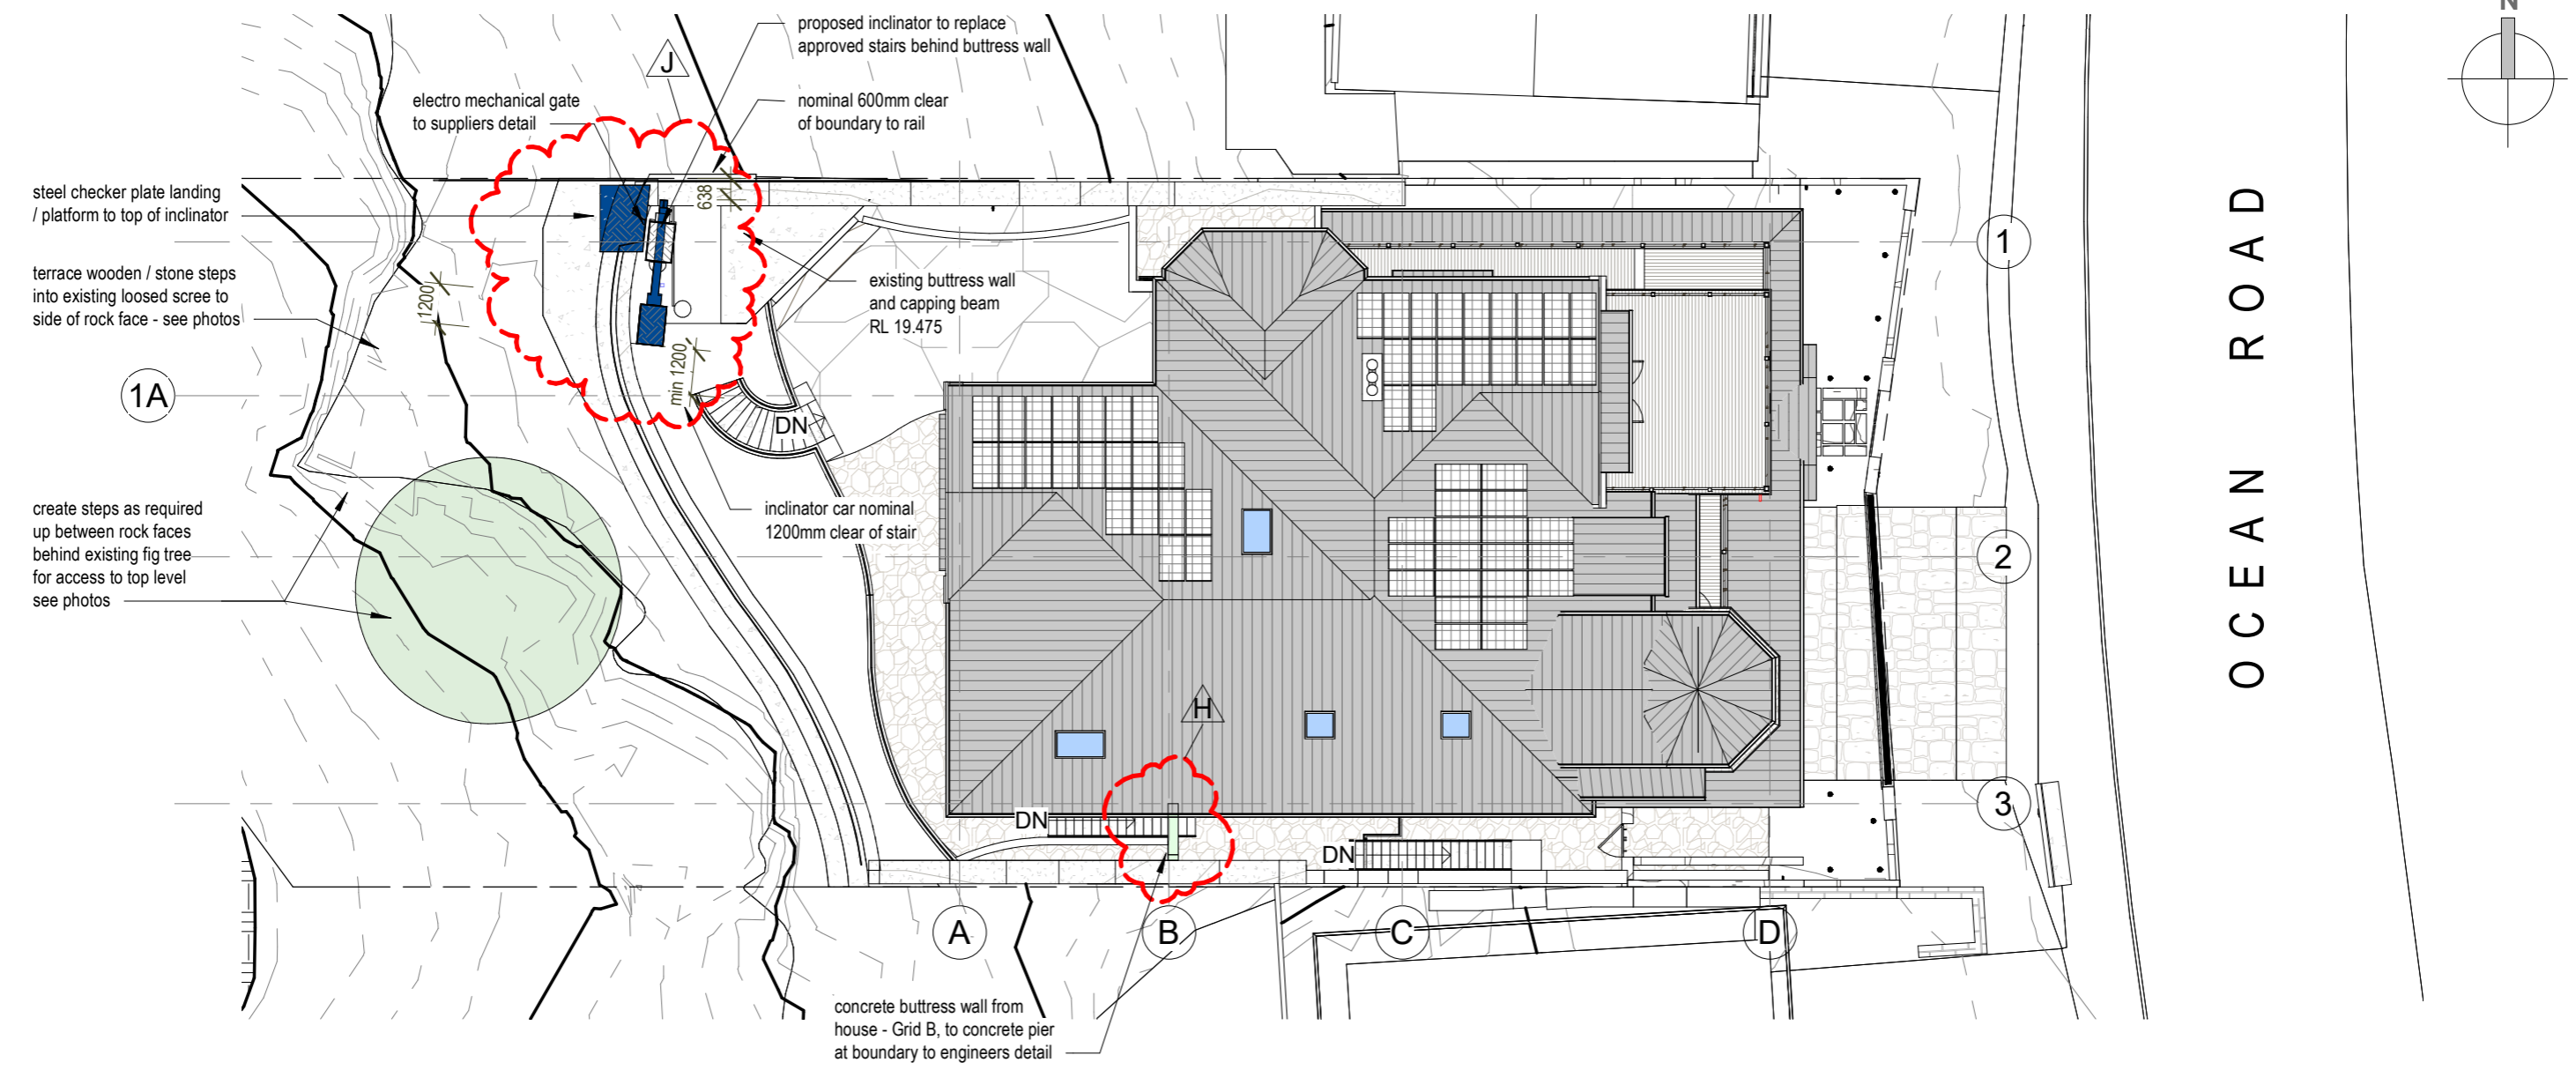 N
proposed inclinator to replace
approved stairs behind buttress wall
J
electro mechanical gate
to suppliers detail
nominal 600mm clear
of boundary to rail
steel checker plate landing
/ platform to top of inclinator
638
1
terrace wooden / stone steps
into existing loosed scree to
side of rock face - see photos
1200
existing buttress wall
and capping beam
RL 19.475
min 1200
1A
DN
inclinator car nominal
1200mm clear of stair
create steps as required
up between rock faces
behind existing fig tree
for access to top level
see photos
2
OCEAN ROAD
H
3
DN
DN
A
B
C
D
concrete buttress wall from
house - Grid B, to concrete pier
at boundary to engineers detail